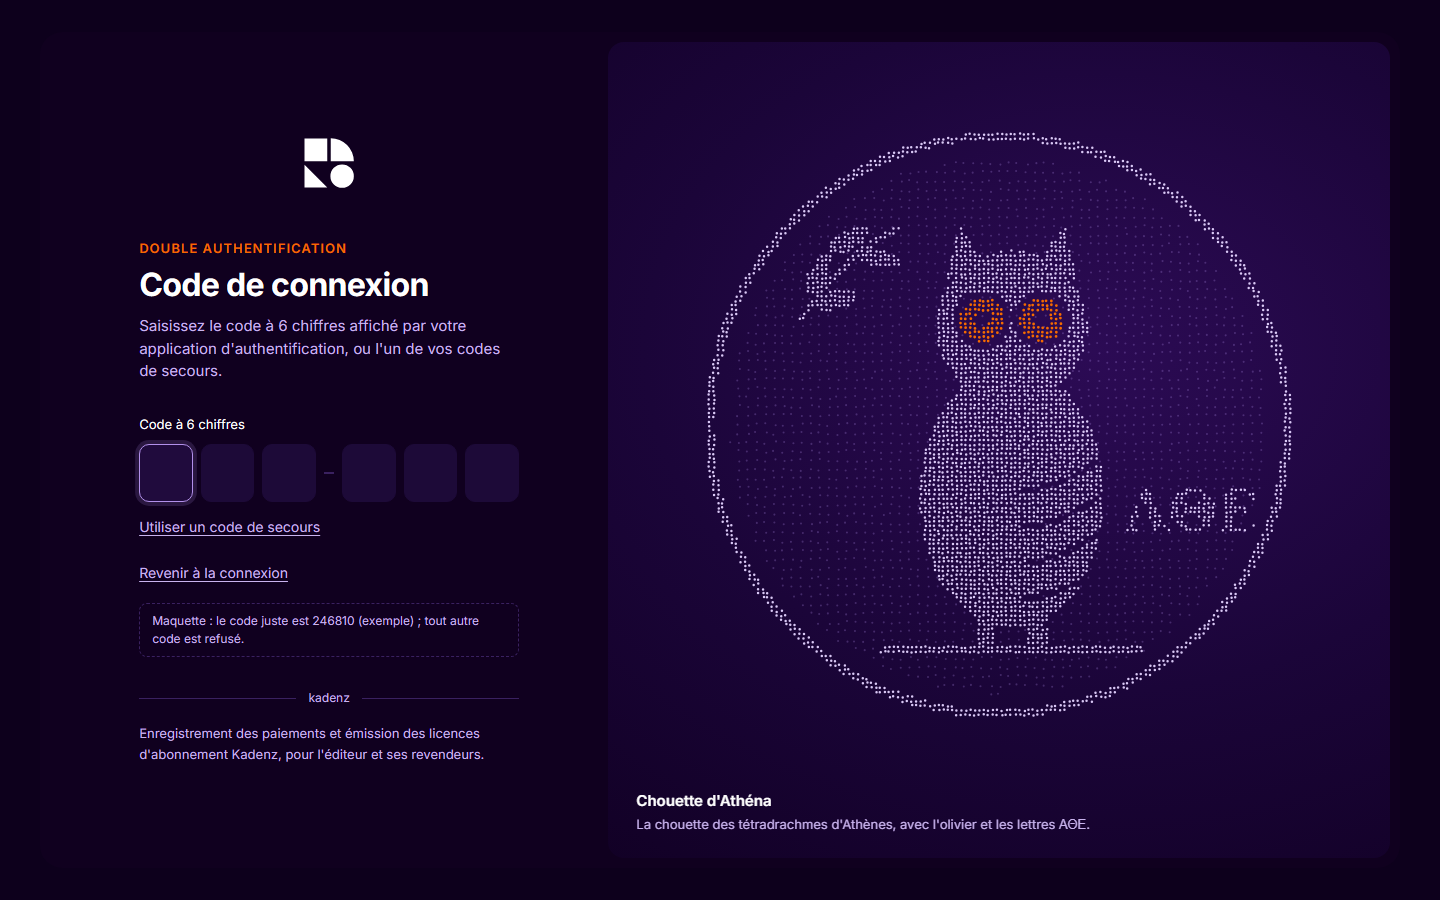 DOUBLE AUTHENTIFICATION
Code de connexion
Saisissez le code à 6 chiffres affiché par votre
application d'authentification, ou l'un de vos codes
de secours.
Code à 6 chiffres
–
Utiliser un code de secours
Revenir à la connexion
Maquette : le code juste est 246810 (exemple) ; tout autre
code est refusé.
kadenz
Enregistrement des paiements et émission des licences
d'abonnement Kadenz, pour l'éditeur et ses revendeurs.
ΑΘΕ
Chouette d'Athéna
La chouette des tétradrachmes d'Athènes, avec l'olivier et les lettres ΑΘΕ.